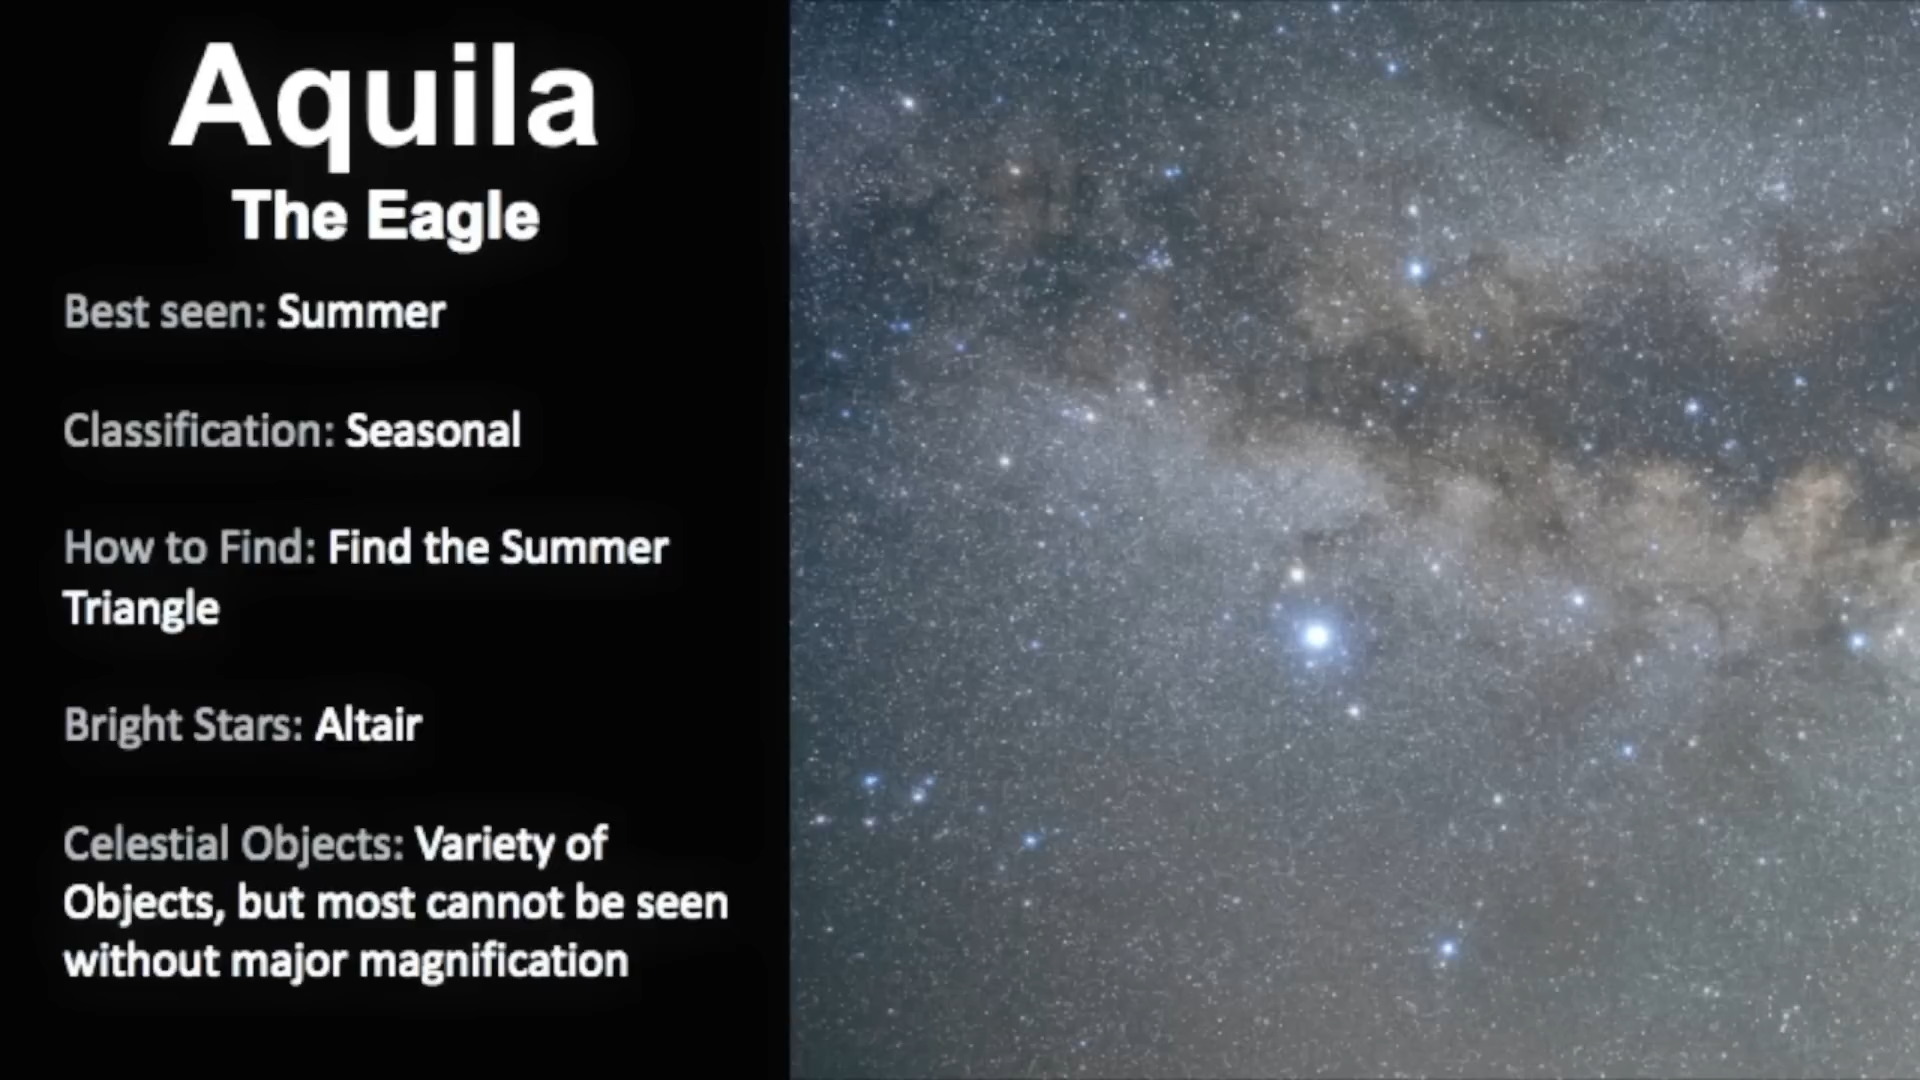 Aquila
The Eagle
Best seen: Summer
Classification: Seasonal
How to Find: Find the Summer
Triangle
Bright Stars: Altair
Celestial Objects: Variety of
Objects, but most cannot be seen
without major magnification